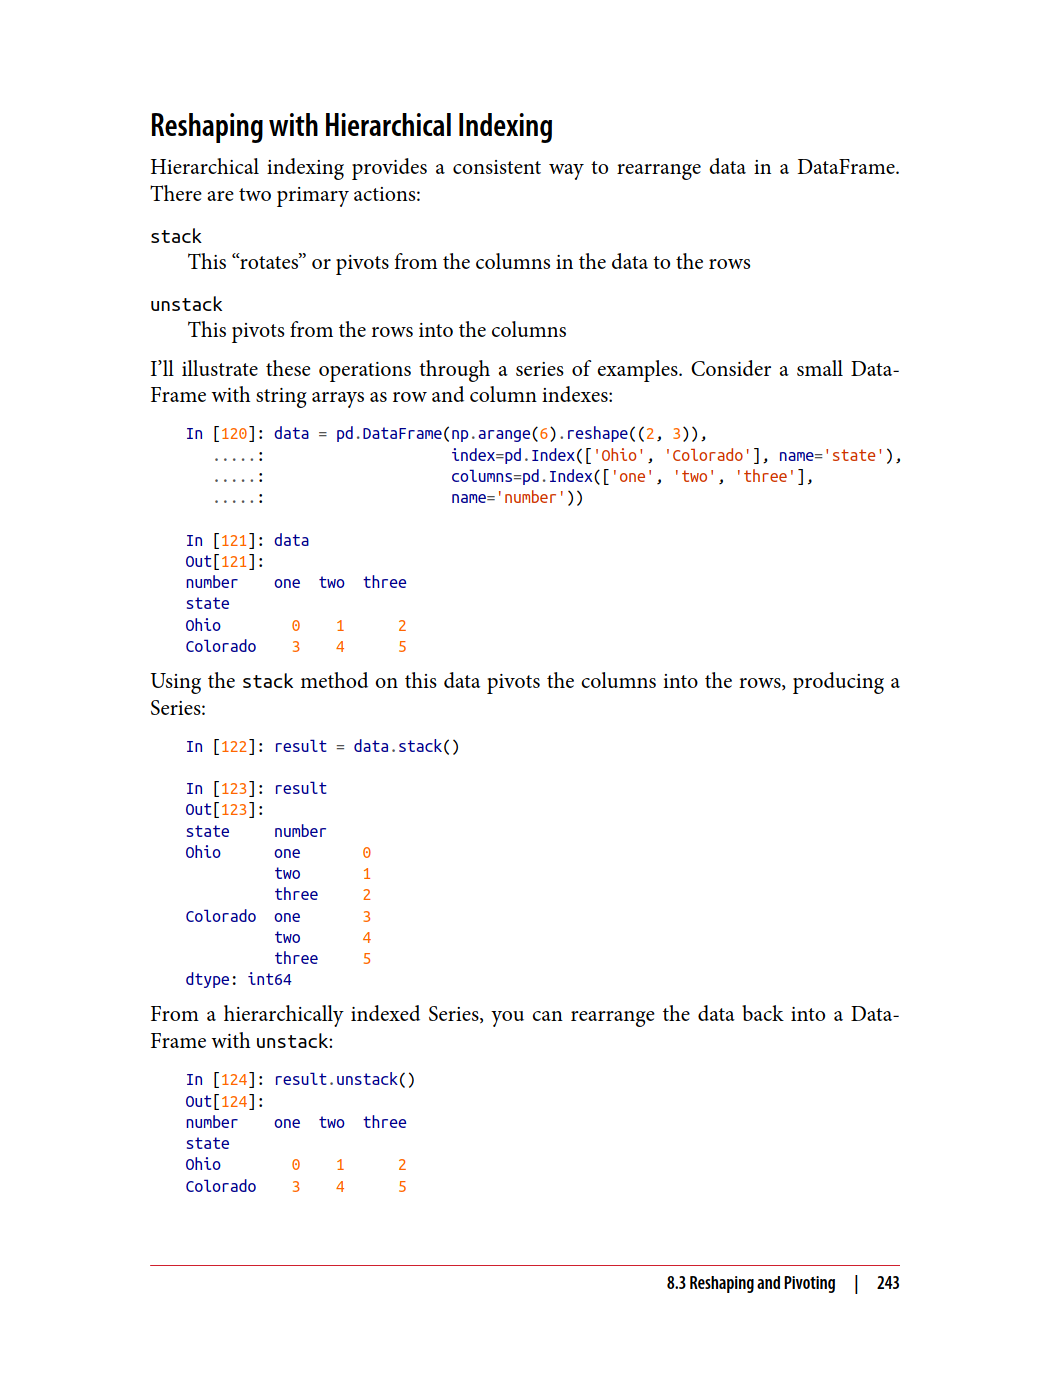 Reshaping with Hierarchical Indexing
Hierarchical indexing provides a consistent way to rearrange data in a DataFrame.
There are two primary actions:
stack
This “rotates” or pivots from the columns in the data to the rows
unstack
This pivots from the rows into the columns
I’ll illustrate these operations through a series of examples. Consider a small Data-
Frame with string arrays as row and column indexes:
In [120]: data = pd.DataFrame(np.arange(6).reshape((2, 3)),
.....:                     index=pd.Index(['Ohio', 'Colorado'], name='state'),
.....:                     columns=pd.Index(['one', 'two', 'three'],
.....:                     name='number'))
In [121]: data
Out[121]:
number    one  two  three
state
Ohio        0    1      2
Colorado    3    4      5
Using the stack method on this data pivots the columns into the rows, producing a
Series:
In [122]: result = data.stack()
In [123]: result
Out[123]:
state     number
Ohio      one       0
          two       1
          three     2
Colorado  one       3
          two       4
          three     5
dtype: int64
From a hierarchically indexed Series, you can rearrange the data back into a Data-
Frame with unstack:
In [124]: result.unstack()
Out[124]:
number    one  two  three
state
Ohio        0    1      2
Colorado    3    4      5
8.3 Reshaping and Pivoting | 243